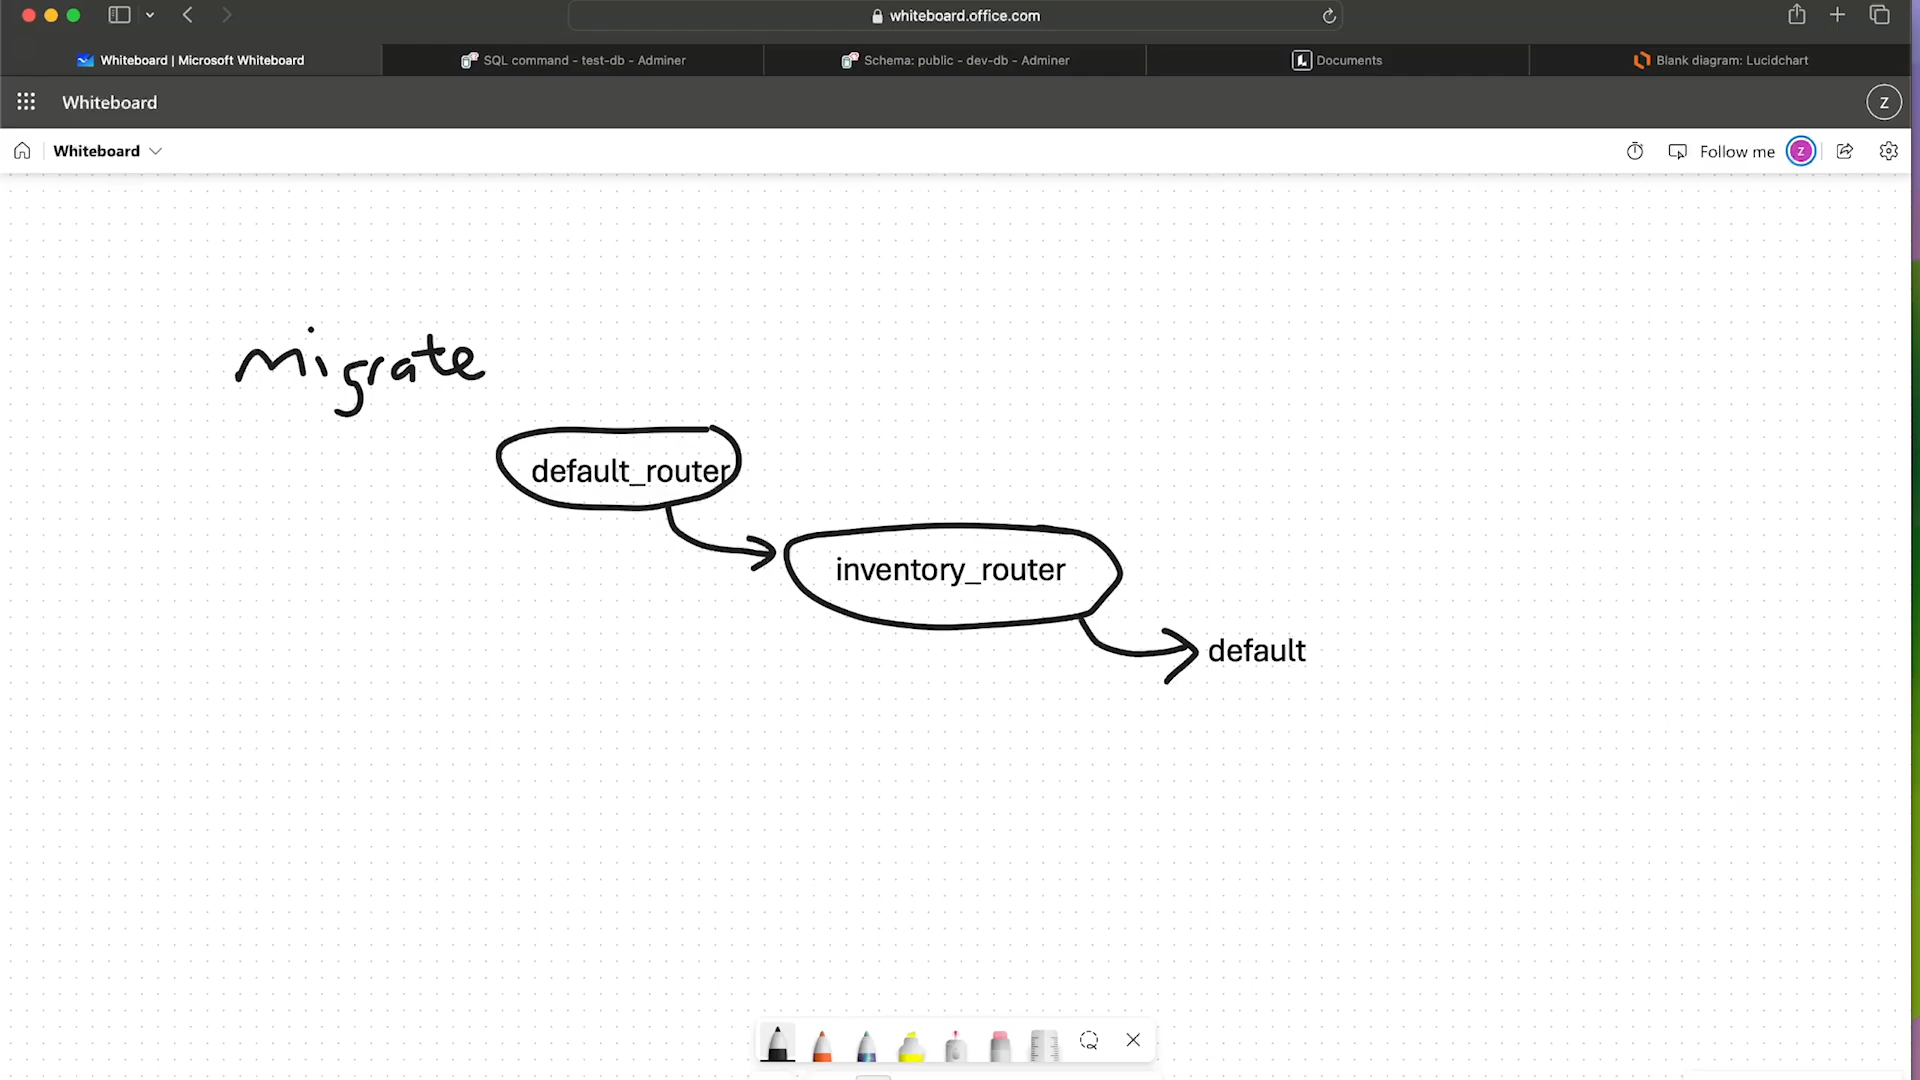 whiteboard.office.com
Whiteboard | Microsoft Whiteboard
SQL command - test-db - Adminer
Schema: public - dev-db - Adminer
Documents
Blank diagram: Lucidchart
Whiteboard
Z
Whiteboard
Follow me
Z
migrate
default_router
inventory_router
default